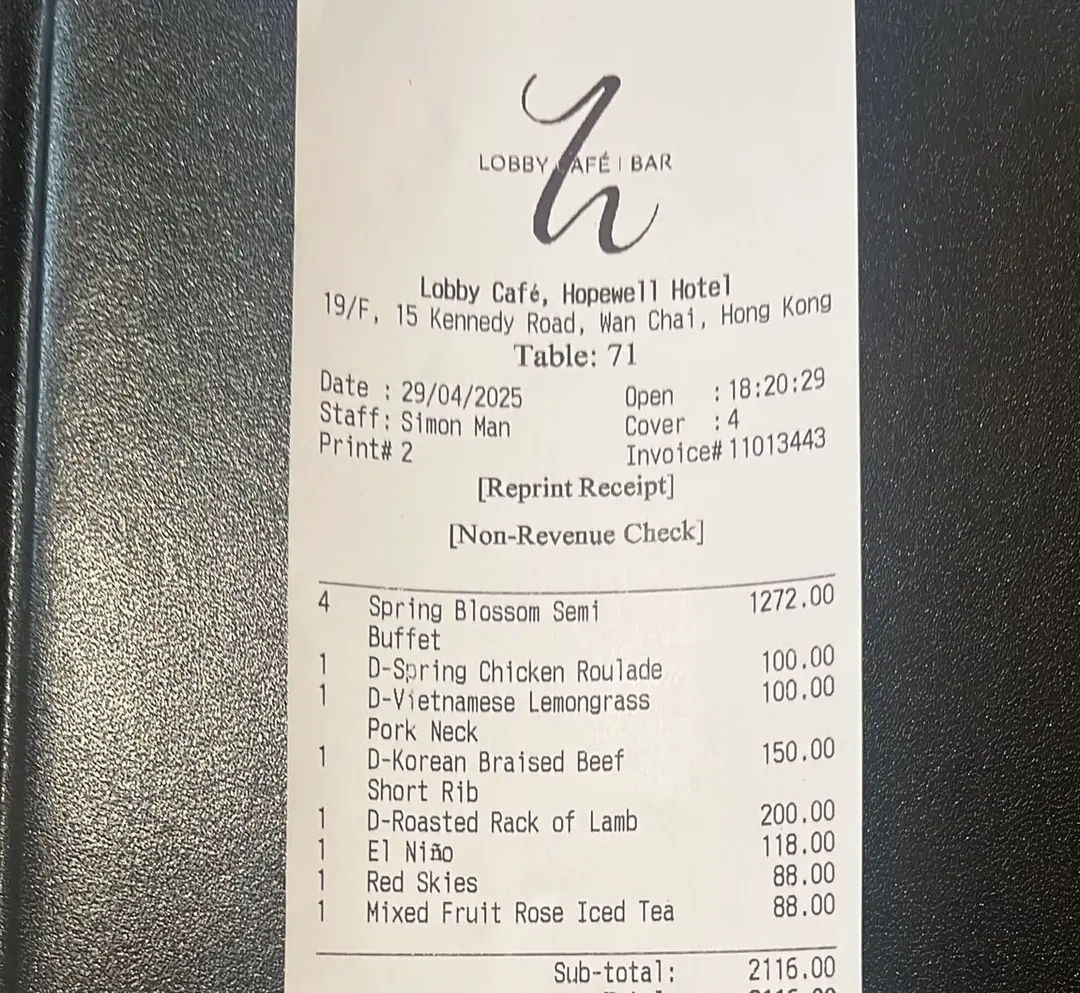 LOBBY CAFÉ | BAR
Lobby Café, Hopewell Hotel
19/F, 15 Kennedy Road, Wan Chai, Hong Kong
Table: 71
Date : 29/04/2025 Open : 18:20:29
Staff: Simon Man Cover : 4
Print# 2 Invoice# 11013443
[Reprint Receipt]
[Non-Revenue Check]
4 Spring Blossom Semi 1272.00
Buffet
1 D-Spring Chicken Roulade 100.00
1 D-Vietnamese Lemongrass 100.00
Pork Neck
1 D-Korean Braised Beef 150.00
Short Rib
1 D-Roasted Rack of Lamb 200.00
1 El Niño 118.00
1 Red Skies 88.00
1 Mixed Fruit Rose Iced Tea 88.00
Sub-total: 2116.00